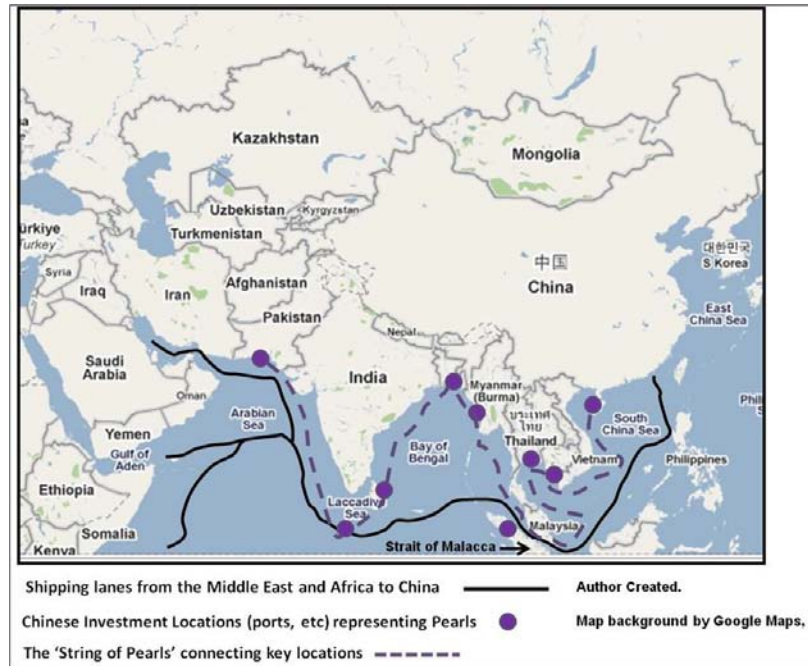 Kazakhstan
Mongolia
Uzbekistan
Kyrgyzstan
Türkiye
Turkey
Turkmenistan
中国
China
대한민국
S Korea
Syria
Iraq
Iran
Afghanistan
Pakistan
East
China Sea
Nepal
Saudi
Arabia
Oman
India
Myanmar
(Burma)
ประเทศ
ไทย
Thailand
Arabian
Sea
Yemen
Gulf of
Aden
Bay of
Bengal
South
China Sea
Vietnam
Philippines
Ethiopia
Somalia
Kenya
Laccadive
Sea
Malaysia
Strait of Malacca
Shipping lanes from the Middle East and Africa to China
Author Created.
Chinese Investment Locations (ports, etc) representing Pearls
Map background by Google Maps,
The 'String of Pearls' connecting key locations